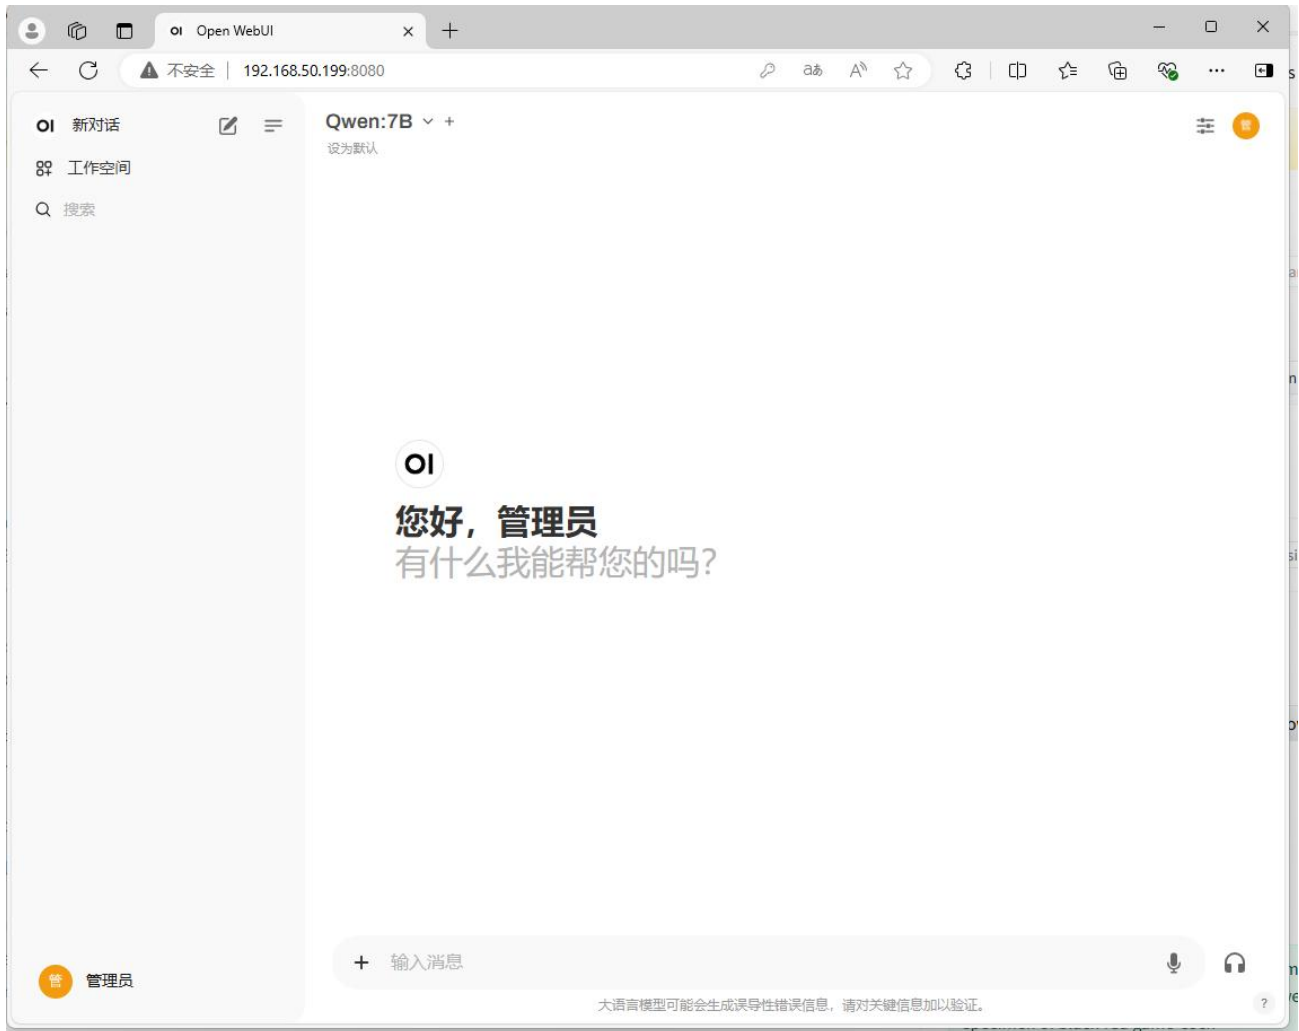 OI Open WebUI
不安全 192.168.50.199:8080
aあ
OI 新对话
工作空间
搜索
Qwen:7B
设为默认
管
OI
您好，管理员
有什么我能帮您的吗？
输入消息
管 管理员
大语言模型可能会生成误导性错误信息，请对关键信息加以验证。
?